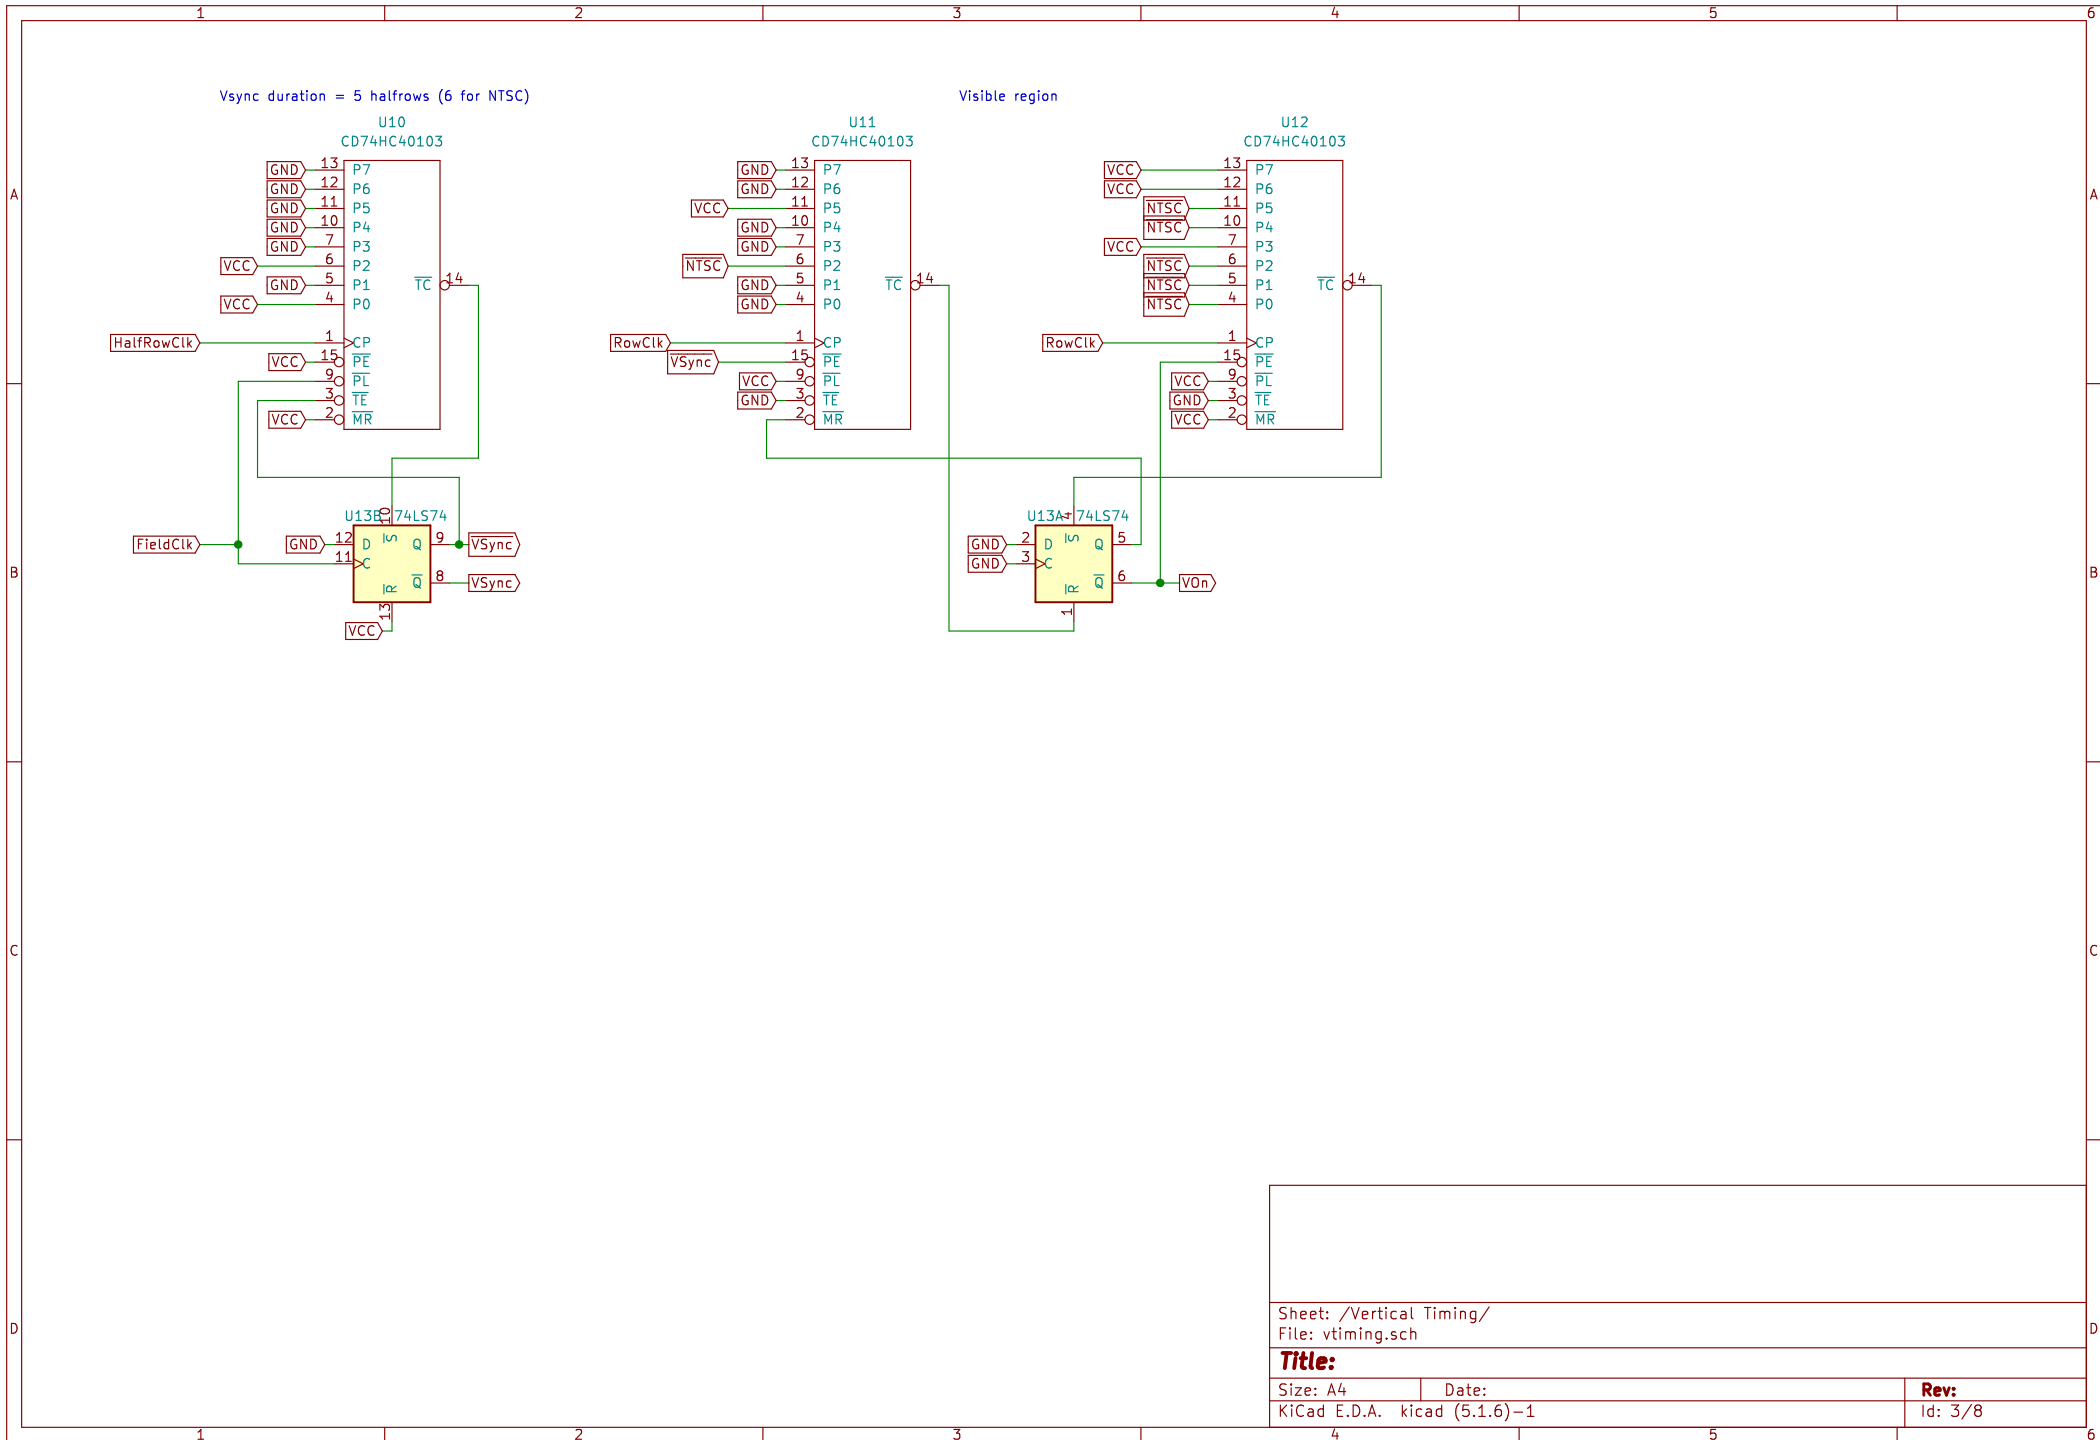 1 2 3 4 5 6
Vsync duration = 5 halfrows (6 for NTSC)
Visible region
U10
CD74HC40103
GND 13 P7
GND 12 P6
GND 11 P5
GND 10 P4
GND 7 P3
VCC 6 P2
GND 5 P1
VCC 4 P0
TC 14
HalfRowClk 1 CP
VCC 15 PE
9 PL
3 TE
VCC 2 MR
U11
CD74HC40103
GND 13 P7
GND 12 P6
VCC 11 P5
GND 10 P4
GND 7 P3
NTSC 6 P2
GND 5 P1
GND 4 P0
TC 14
RowClk 1 CP
VSync 15 PE
VCC 9 PL
GND 3 TE
2 MR
U12
CD74HC40103
VCC 13 P7
VCC 12 P6
NTSC 11 P5
NTSC 10 P4
VCC 7 P3
NTSC 6 P2
NTSC 5 P1
NTSC 4 P0
TC 14
RowClk 1 CP
15 PE
VCC 9 PL
GND 3 TE
VCC 2 MR
U13B 74LS74
10 S
FieldClk
GND 12 D Q 9 VSync
11 C
Q 8 VSync
R 13
VCC
U13A 74LS74
4 S
GND 2 D Q 5
GND 3 C
Q 6 VOn
R 1
A A
B B
C C
D D
Sheet: /Vertical Timing/
File: vtiming.sch
Title:
Size: A4 Date: Rev:
KiCad E.D.A. kicad (5.1.6)-1 Id: 3/8
1 2 3 4 5 6